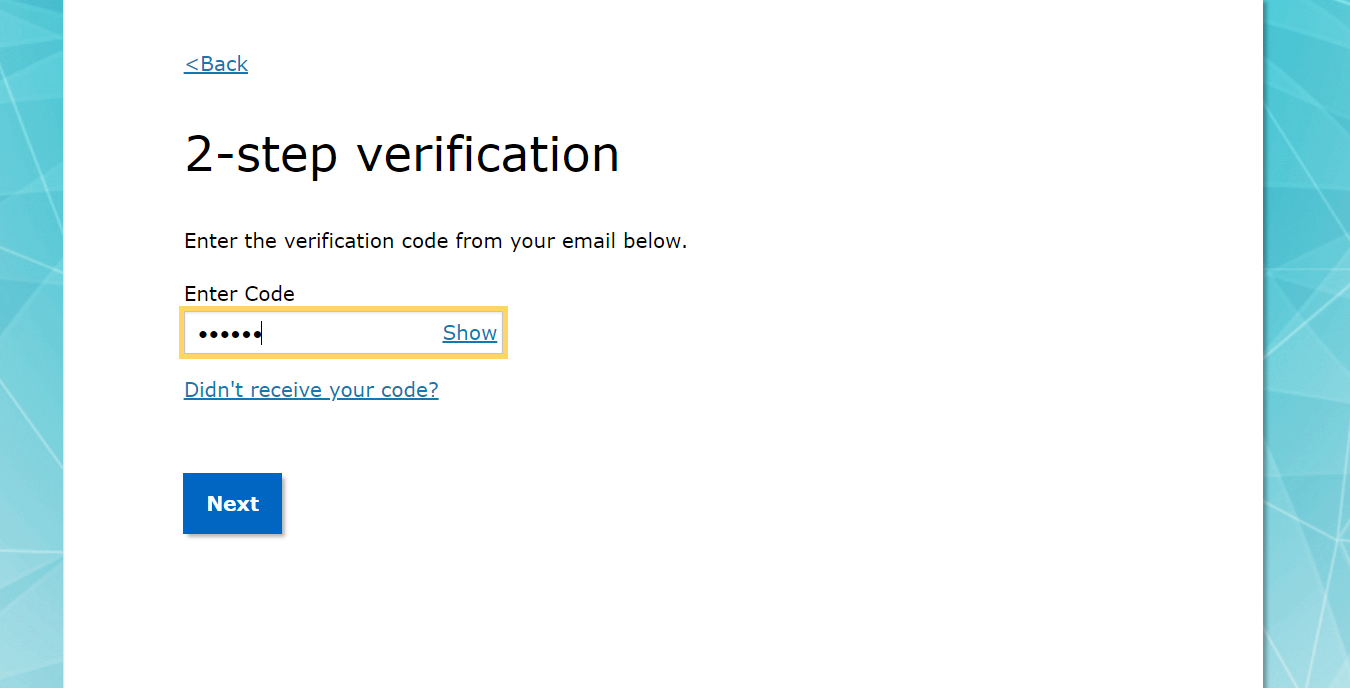 <Back
2-step verification
Enter the verification code from your email below.
Enter Code
•••••• Show
Didn't receive your code?
Next